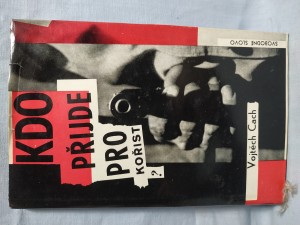 KDO
PŘIJDE
PRO
KOŘIST
?
Vojtěch Cach
SVOBODNÉ SLOVO